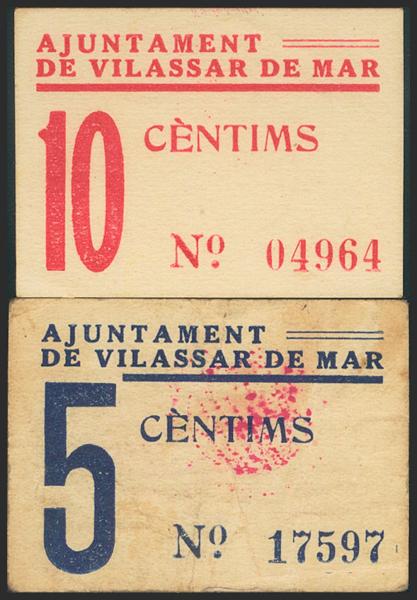 AJUNTAMENT
DE VILASSAR DE MAR
10 CÈNTIMS
Nº 04964
AJUNTAMENT
DE VILASSAR DE MAR
5 CÈNTIMS
Nº 17597